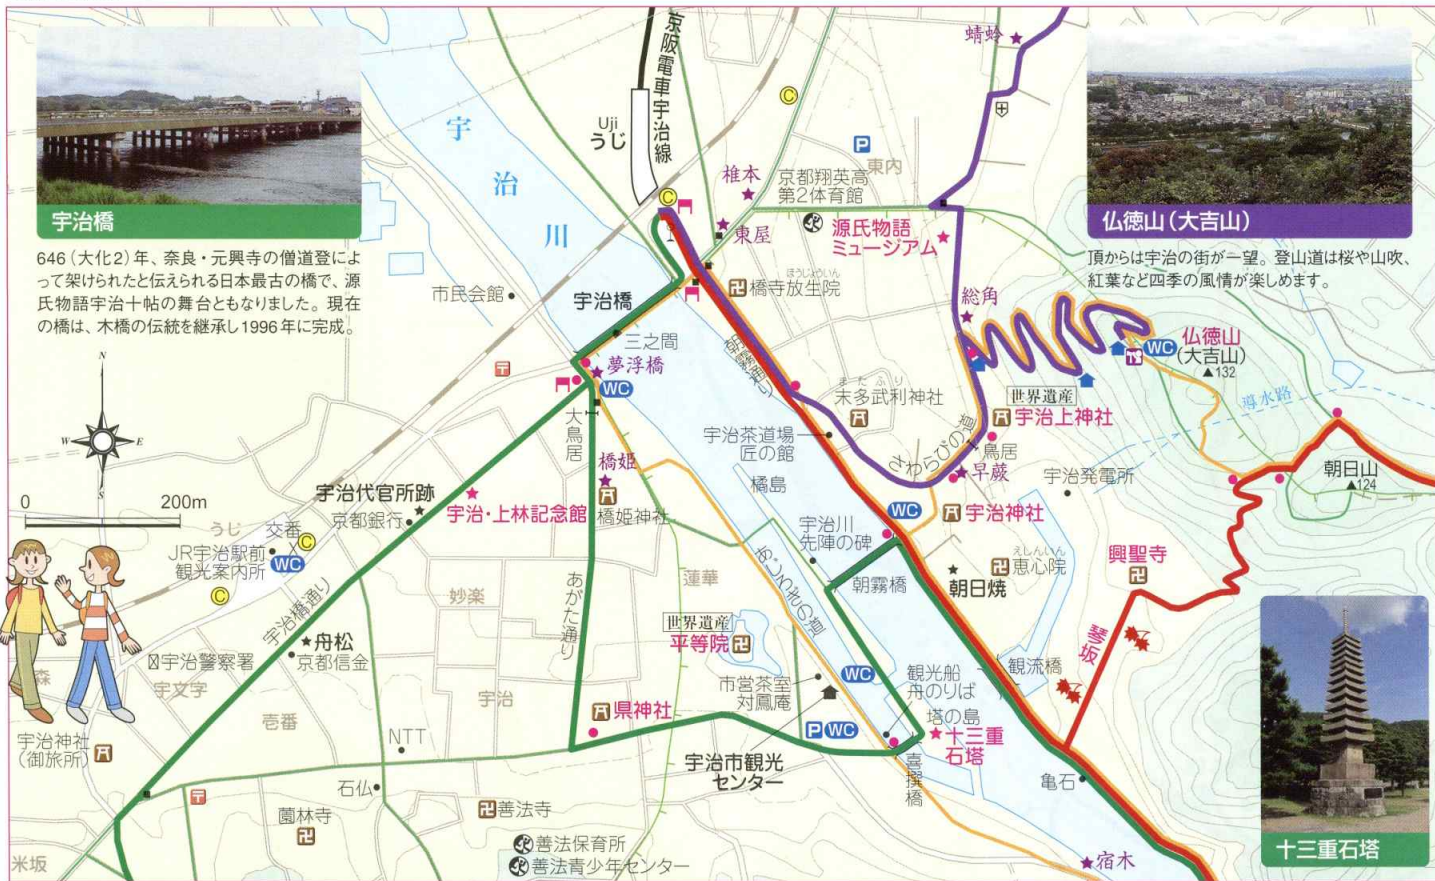 宇治橋
646(大化2)年、奈良・元興寺の僧道登によ
って架けられたと伝えられる日本最古の橋で、源
氏物語宇治十帖の舞台ともなりました。現在
の橋は、木橋の伝統を継承し1996年に完成。
仏徳山(大吉山)
頂からは宇治の街が一望。登山道は桜や山吹、
紅葉など四季の風情が楽しめます。
十三重石塔
京阪電車宇治線
Uji
うじ
宇治川
C
C
P
東内
蜻蛉
椎本
東屋
京都翔英高
第2体育館
源氏物語
ミュージアム
ほうじょういん
橋寺放生院
総角
市民会館
宇治橋
三之間
夢浮橋
WC
朝霧通り
またふり
末多武利神社
世界遺産
宇治上神社
鳥居
さわらびの道
早蕨
仏徳山
(大吉山)
▲132
WC
導水路
朝日山
▲124
宇治発電所
宇治茶道場
匠の館
橘島
宇治川
先陣の碑
WC
宇治神社
えしんいん
恵心院
朝日焼
朝霧橋
興聖寺
琴坂
観流橋
亀石
宿木
大鳥居
橋姫
橋姫神社
宇治・上林記念館
宇治代官所跡
京都銀行
N
W
E
S
0
200m
うじ
交番
C
JR宇治駅前
観光案内所
WC
C
宇治橋通り
舟松
京都信金
宇治警察署
森
宇文字
壱番
宇治神社
(御旅所)
米坂
妙楽
あがた通り
蓮華
世界遺産
平等院
あじろぎの道
宇治
県神社
市営茶室
対鳳庵
宇治市観光
センター
P
WC
WC
観光船
舟のりば
塔の島
十三重
石塔
喜撰橋
NTT
石仏
園林寺
善法寺
善法保育所
善法青少年センター